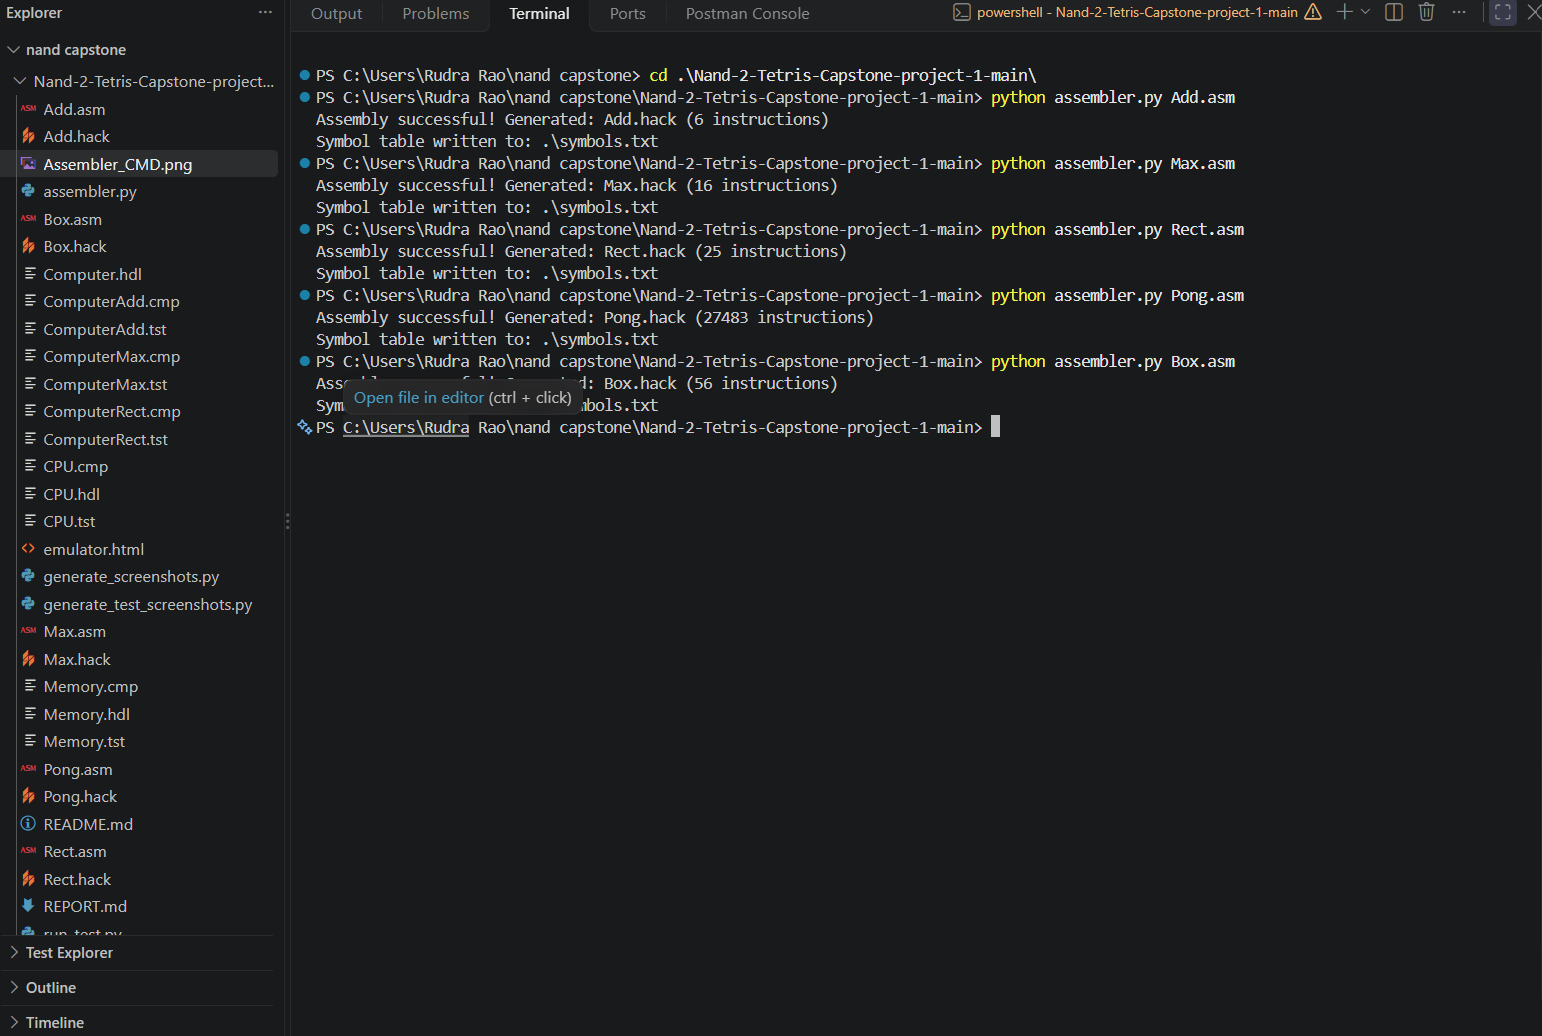 Explorer
nand capstone
Nand-2-Tetris-Capstone-project...
ASM Add.asm
Add.hack
Assembler_CMD.png
assembler.py
ASM Box.asm
Box.hack
Computer.hdl
ComputerAdd.cmp
ComputerAdd.tst
ComputerMax.cmp
ComputerMax.tst
ComputerRect.cmp
ComputerRect.tst
CPU.cmp
CPU.hdl
CPU.tst
emulator.html
generate_screenshots.py
generate_test_screenshots.py
ASM Max.asm
Max.hack
Memory.cmp
Memory.hdl
Memory.tst
ASM Pong.asm
Pong.hack
README.md
ASM Rect.asm
Rect.hack
REPORT.md
run_test.py
Test Explorer
Outline
Timeline
Output Problems Terminal Ports Postman Console
powershell - Nand-2-Tetris-Capstone-project-1-main
PS C:\Users\Rudra Rao\nand capstone> cd .\Nand-2-Tetris-Capstone-project-1-main\
PS C:\Users\Rudra Rao\nand capstone\Nand-2-Tetris-Capstone-project-1-main> python assembler.py Add.asm
Assembly successful! Generated: Add.hack (6 instructions)
Symbol table written to: .\symbols.txt
PS C:\Users\Rudra Rao\nand capstone\Nand-2-Tetris-Capstone-project-1-main> python assembler.py Max.asm
Assembly successful! Generated: Max.hack (16 instructions)
Symbol table written to: .\symbols.txt
PS C:\Users\Rudra Rao\nand capstone\Nand-2-Tetris-Capstone-project-1-main> python assembler.py Rect.asm
Assembly successful! Generated: Rect.hack (25 instructions)
Symbol table written to: .\symbols.txt
PS C:\Users\Rudra Rao\nand capstone\Nand-2-Tetris-Capstone-project-1-main> python assembler.py Pong.asm
Assembly successful! Generated: Pong.hack (27483 instructions)
Symbol table written to: .\symbols.txt
PS C:\Users\Rudra Rao\nand capstone\Nand-2-Tetris-Capstone-project-1-main> python assembler.py Box.asm
Box.hack (56 instructions)
Open file in editor (ctrl + click)
PS C:\Users\Rudra Rao\nand capstone\Nand-2-Tetris-Capstone-project-1-main>